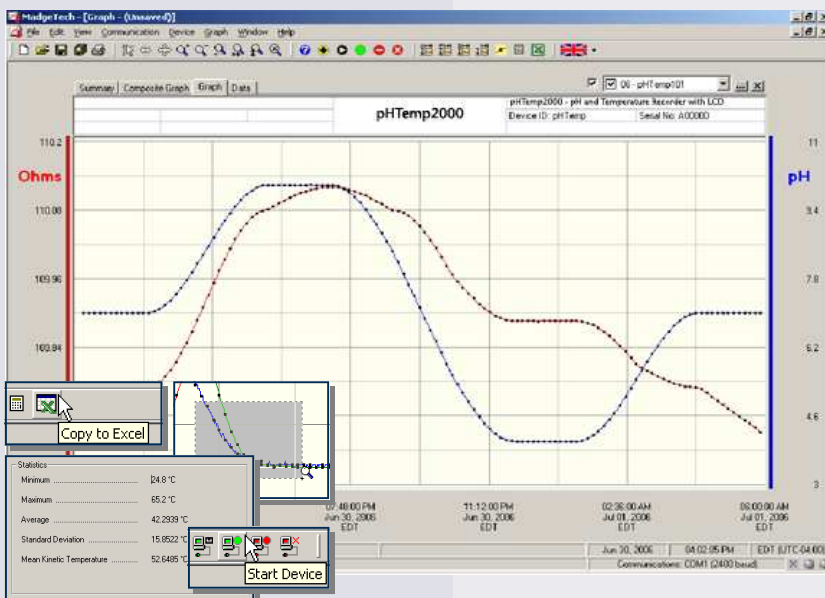 MadgeTech - [Graph - (Unsaved)]
File Edit View Communication Device Graph Window Help
Summary Composite Graph Graph Data
06 - pHTemp101
pHTemp2000
pHTemp2000 - pH and Temperature Recorder with LCD
Device ID: pHTemp Serial No: A00000
110.2
11
Ohms
pH
110.08
9.4
109.96
7.8
109.84
6.2
4.6
3
Copy to Excel
Statistics
Minimum 24.8 °C
Maximum 65.2 °C
Average 42.2939 °C
Standard Deviation 15.8522 °C
Mean Kinetic Temperature 52.6485 °C
Start Device
07:48:00 PM
Jun 30, 2006
EDT
11:12:00 PM
Jun 30, 2006
EDT
02:36:00 AM
Jul 01, 2006
EDT
06:00:00 AM
Jul 01, 2006
EDT
Jun 30, 2006 04:02:05 PM EDT (UTC-04:00)
Communications: COM1 (2400 baud)